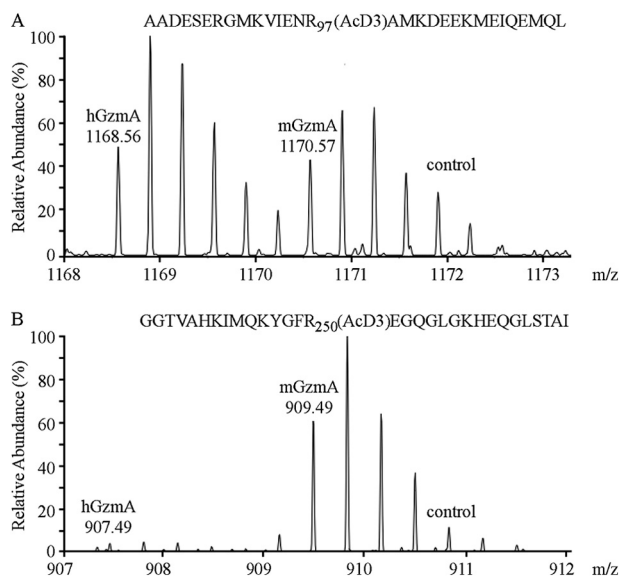 A
AADESERGMKVIENR97(AcD3)AMKDEEKMEIQEMQL
Relative Abundance (%)
100
80
60
40
20
0
hGzmA
1168.56
mGzmA
1170.57
control
1168 1169 1170 1171 1172 1173 m/z
B
GGTVAHKIMQKYGFR250(AcD3)EGQGLGKHEQGLSTAI
Relative Abundance (%)
100
80
60
40
20
0
mGzmA
909.49
hGzmA
907.49
control
907 908 909 910 911 912 m/z